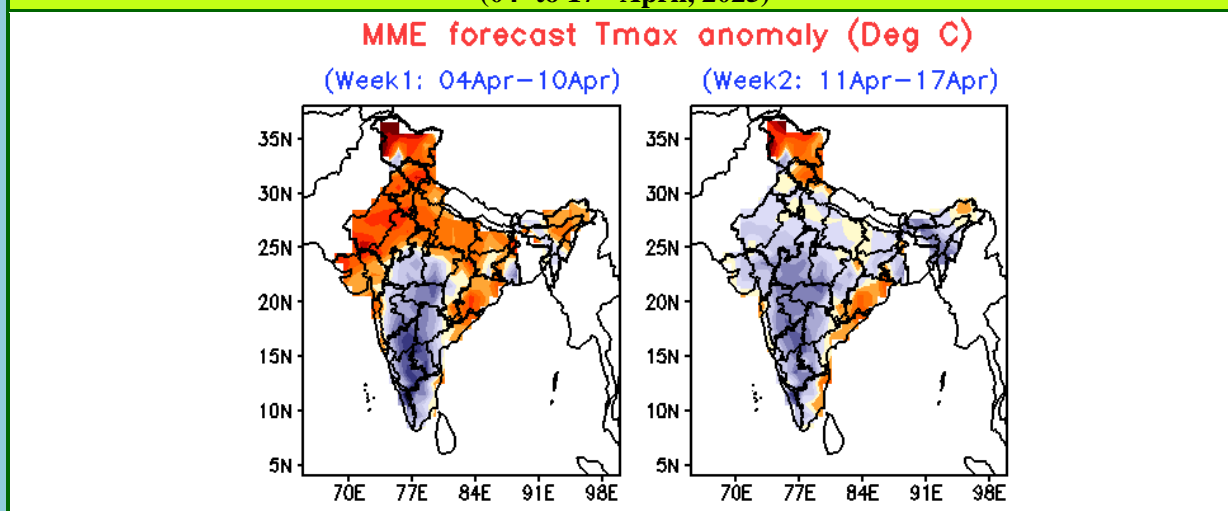 MME forecast Tmax anomaly (Deg C)
(Week1: 04Apr-10Apr) (Week2: 11Apr-17Apr)
35N 35N
30N 30N
25N 25N
20N 20N
15N 15N
10N 10N
5N 5N
70E 77E 84E 91E 98E 70E 77E 84E 91E 98E